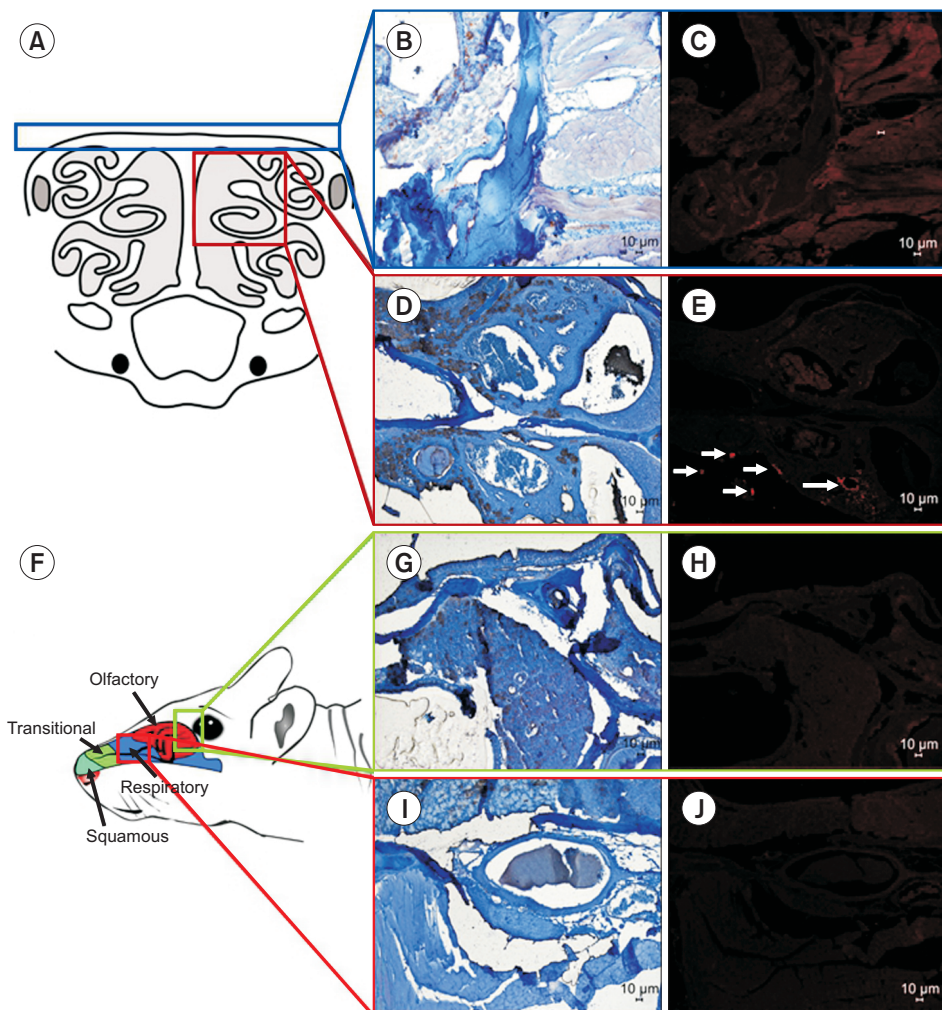 A
B
C
10 µm
10 µm
D
E
10 µm
10 µm
F
G
H
Olfactory
Transitional
Respiratory
Squamous
10 µm
10 µm
I
J
10 µm
10 µm